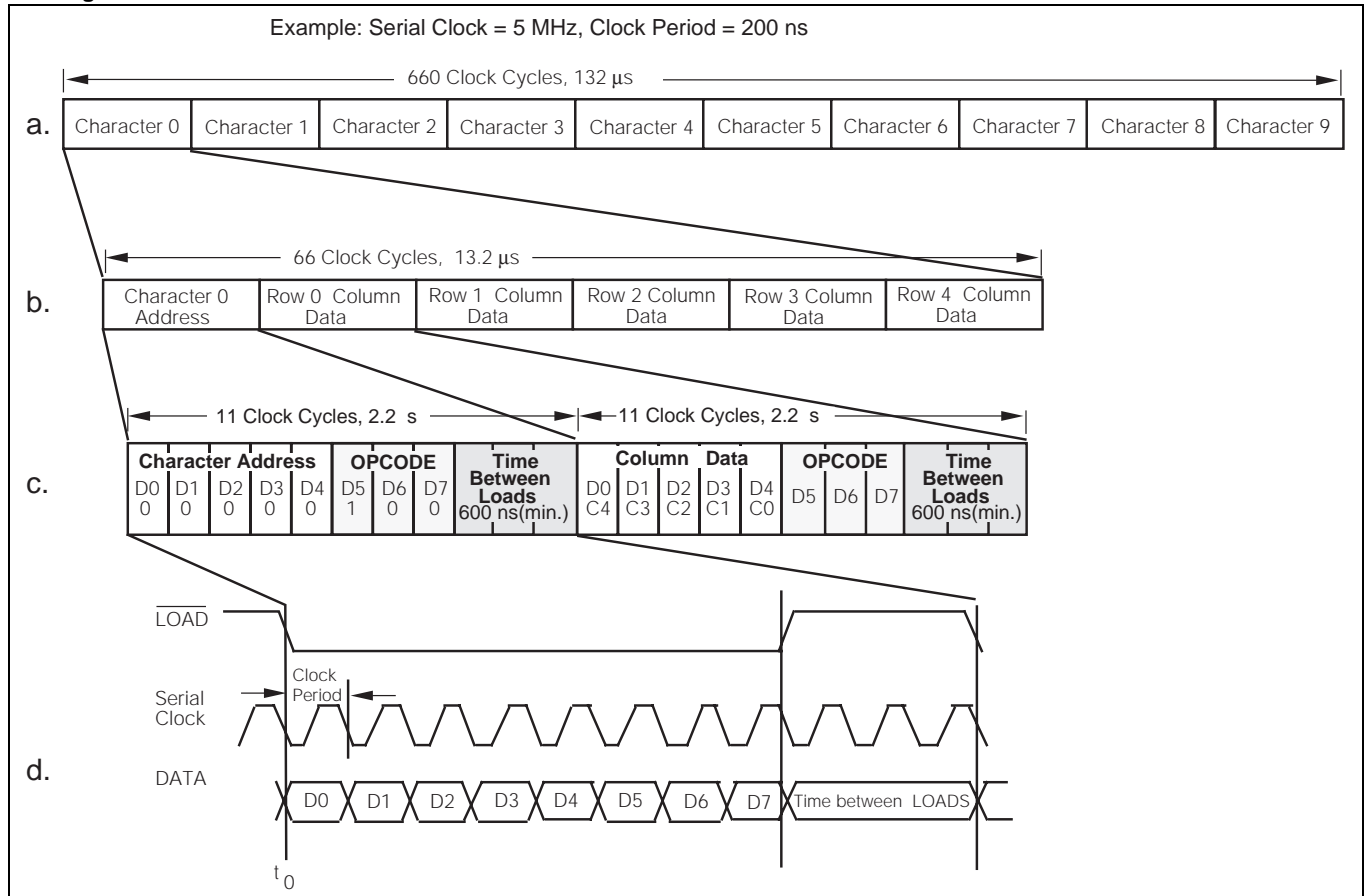 Example: Serial Clock = 5 MHz, Clock Period = 200 ns
660 Clock Cycles, 132 μs
a.
Character 0 Character 1 Character 2 Character 3 Character 4 Character 5 Character 6 Character 7 Character 8 Character 9
66 Clock Cycles, 13.2 μs
b.
Character 0 Row 0 Column Row 1 Column Row 2 Column Row 3 Column Row 4 Column
Address Data Data Data Data Data
11 Clock Cycles, 2.2 s 11 Clock Cycles, 2.2 s
c.
Character Address OPCODE Time Between Loads 600 ns(min.) Column Data OPCODE Time Between Loads 600 ns(min.)
D0 D1 D2 D3 D4 D5 D6 D7 D0 D1 D2 D3 D4 D5 D6 D7
0 0 0 0 0 1 0 0 C4 C3 C2 C1 C0
LOAD
Clock
Period
Serial
Clock
d.
DATA
D0 D1 D2 D3 D4 D5 D6 D7 Time between LOADS
t0